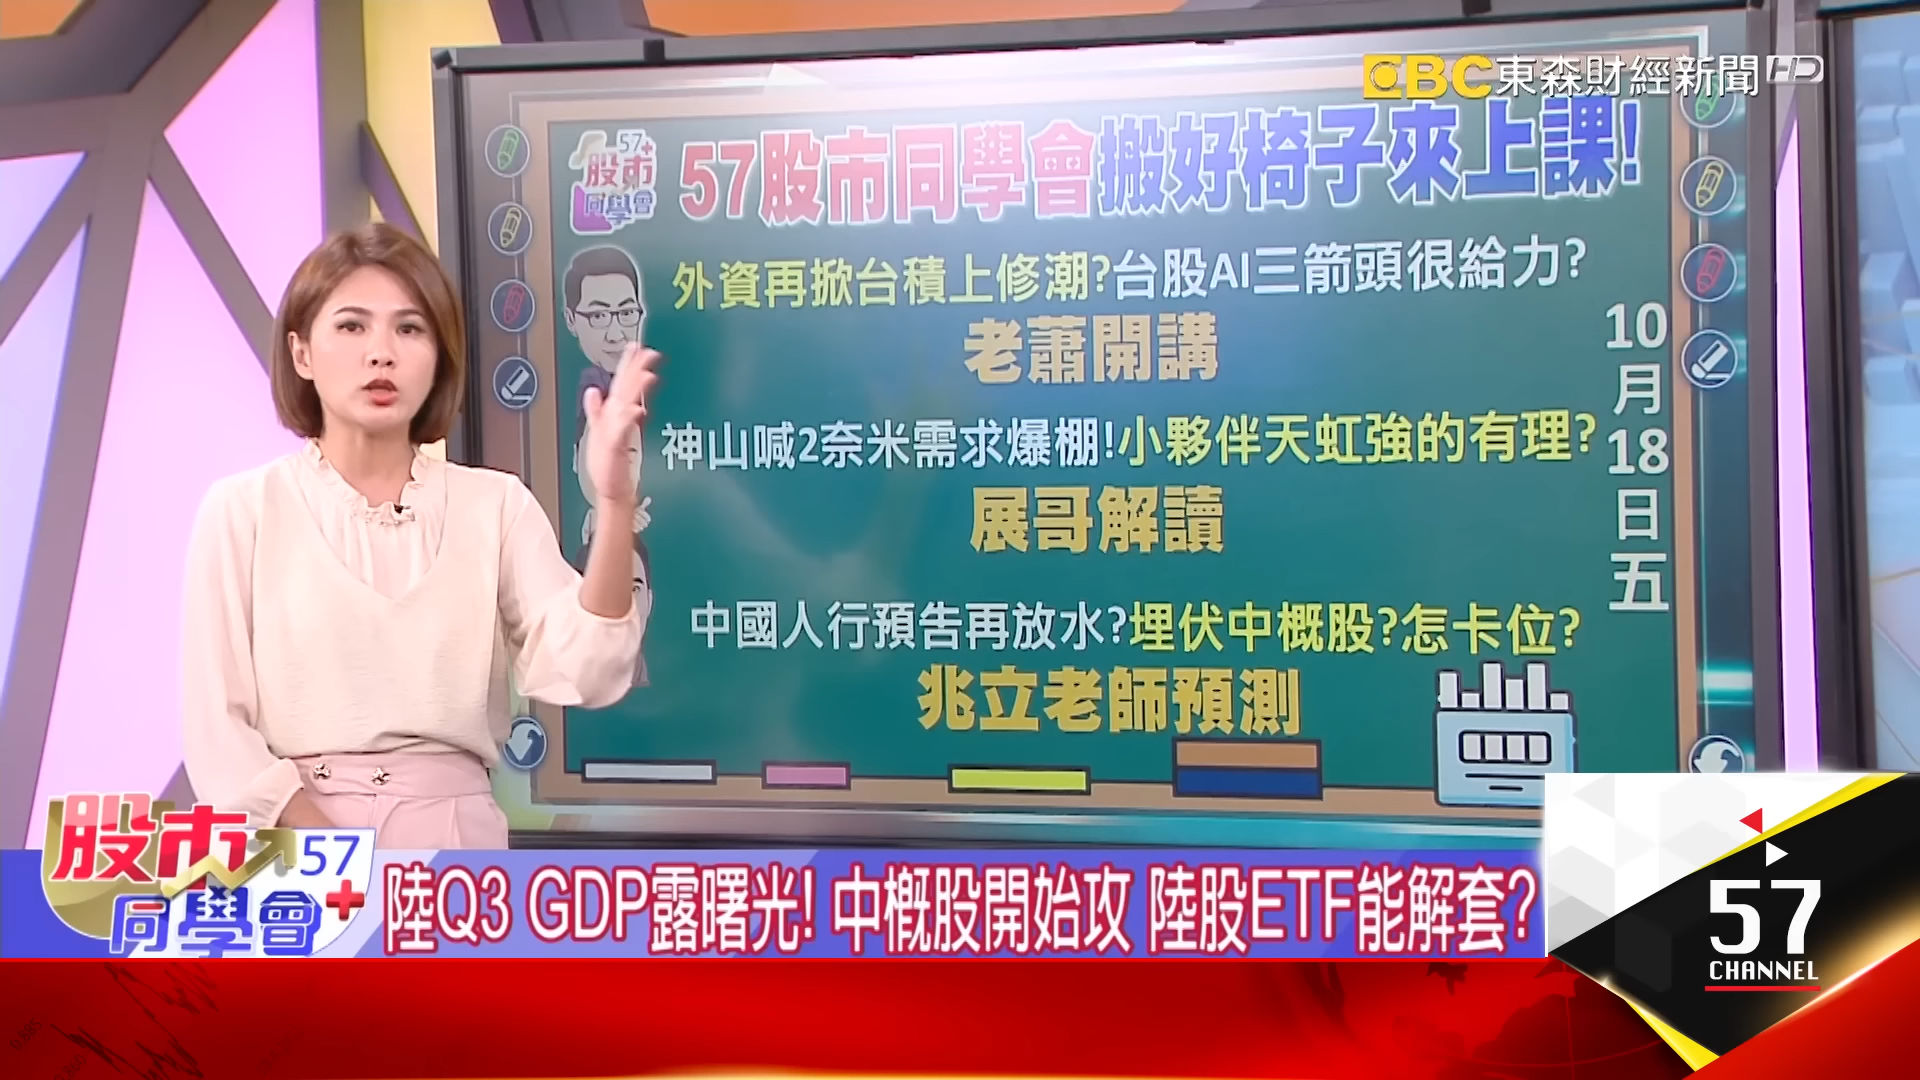 EBC東森財經新聞HD
57+
股市
同學會
57股市同學會搬好椅子來上課!
外資再掀台積上修潮?台股AI三箭頭很給力?
老蕭開講
神山喊2奈米需求爆棚!小夥伴天虹強的有理?
展哥解讀
中國人行預告再放水?埋伏中概股?怎卡位?
兆立老師預測
10月18日五
股市57
同學會+
陸Q3 GDP露曙光! 中概股開始攻 陸股ETF能解套?
57
CHANNEL